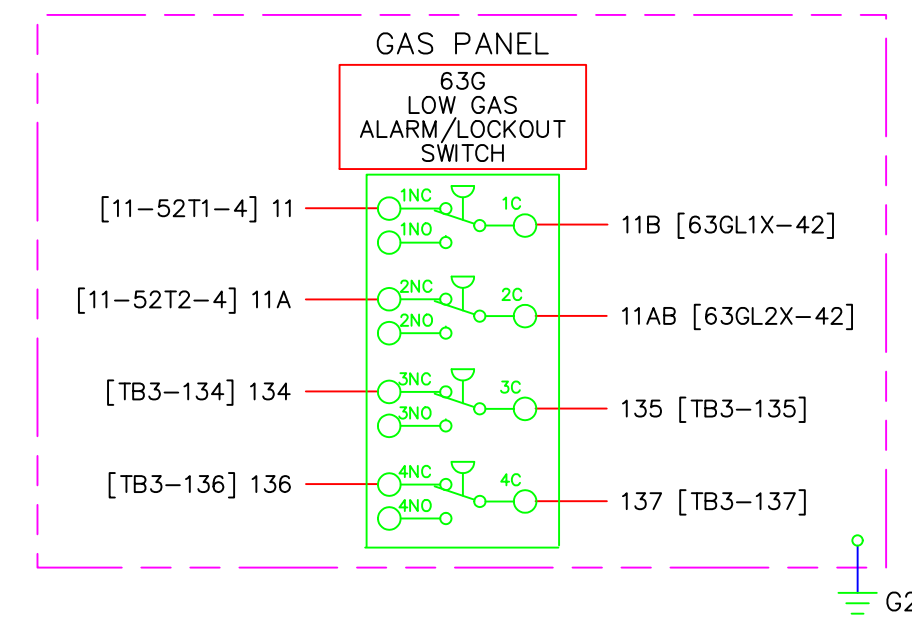 GAS PANEL
63G
LOW GAS
ALARM/LOCKOUT
SWITCH
[11-52T1-4] 11
1NC
1C
11B [63GL1X-42]
1NO
[11-52T2-4] 11A
2NC
2C
11AB [63GL2X-42]
2NO
[TB3-134] 134
3NC
3C
135 [TB3-135]
3NO
[TB3-136] 136
4NC
4C
137 [TB3-137]
4NO
G2